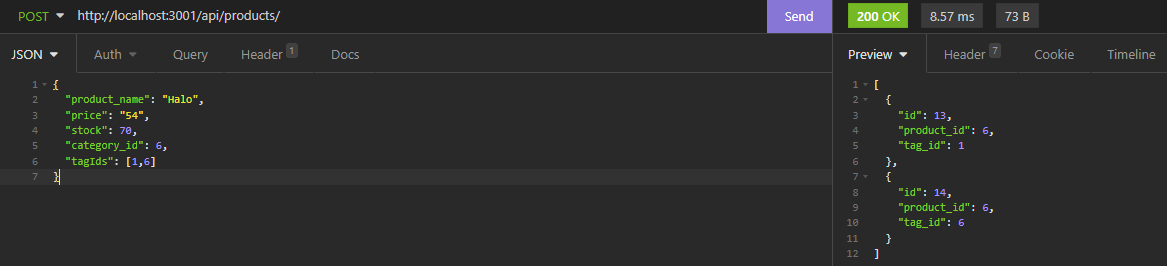 POST http://localhost:3001/api/products/ Send 200 OK 8.57 ms 73 B
JSON Auth Query Header 1 Docs Preview Header 7 Cookie Timeline
1 {
2 "product_name": "Halo",
3 "price": "54",
4 "stock": 70,
5 "category_id": 6,
6 "tagIds": [1,6]
7 }
1 [
2 {
3 "id": 13,
4 "product_id": 6,
5 "tag_id": 1
6 },
7 {
8 "id": 14,
9 "product_id": 6,
10 "tag_id": 6
11 }
12 ]